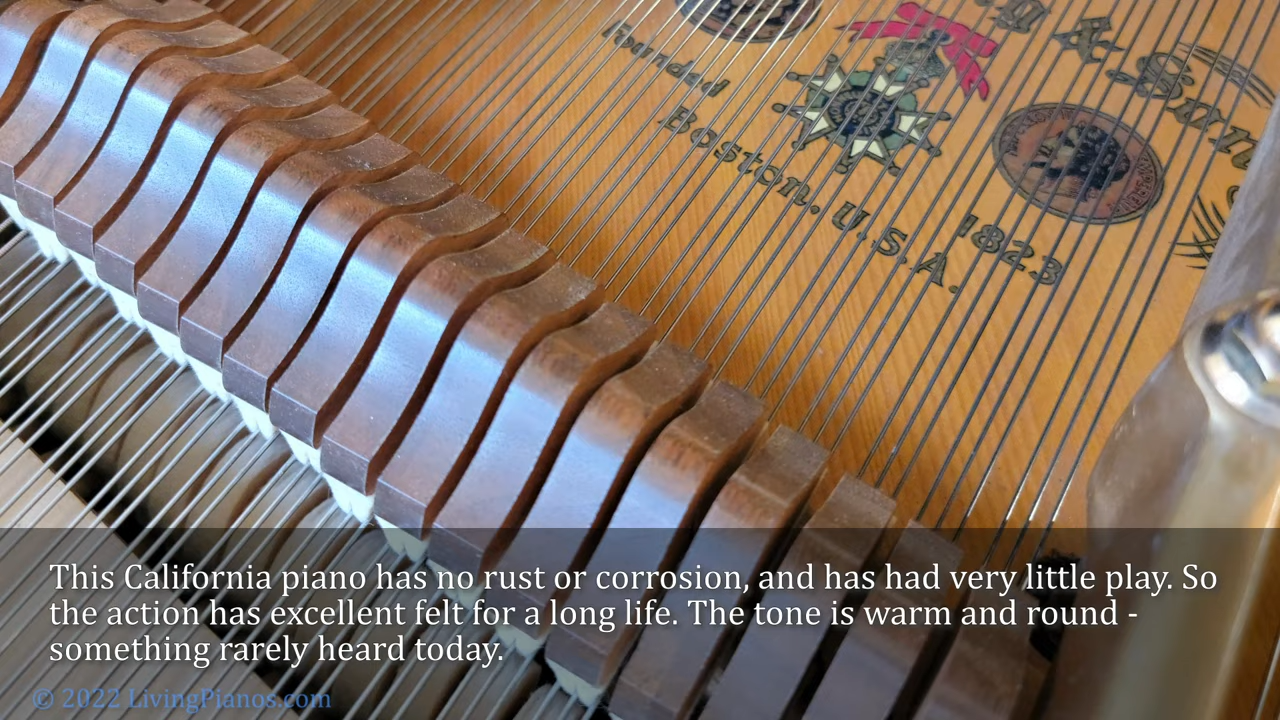 & Sons
Founded 1823
Boston. U.S.A.
This California piano has no rust or corrosion, and has had very little play. So
the action has excellent felt for a long life. The tone is warm and round -
something rarely heard today.
© 2022 LivingPianos.com